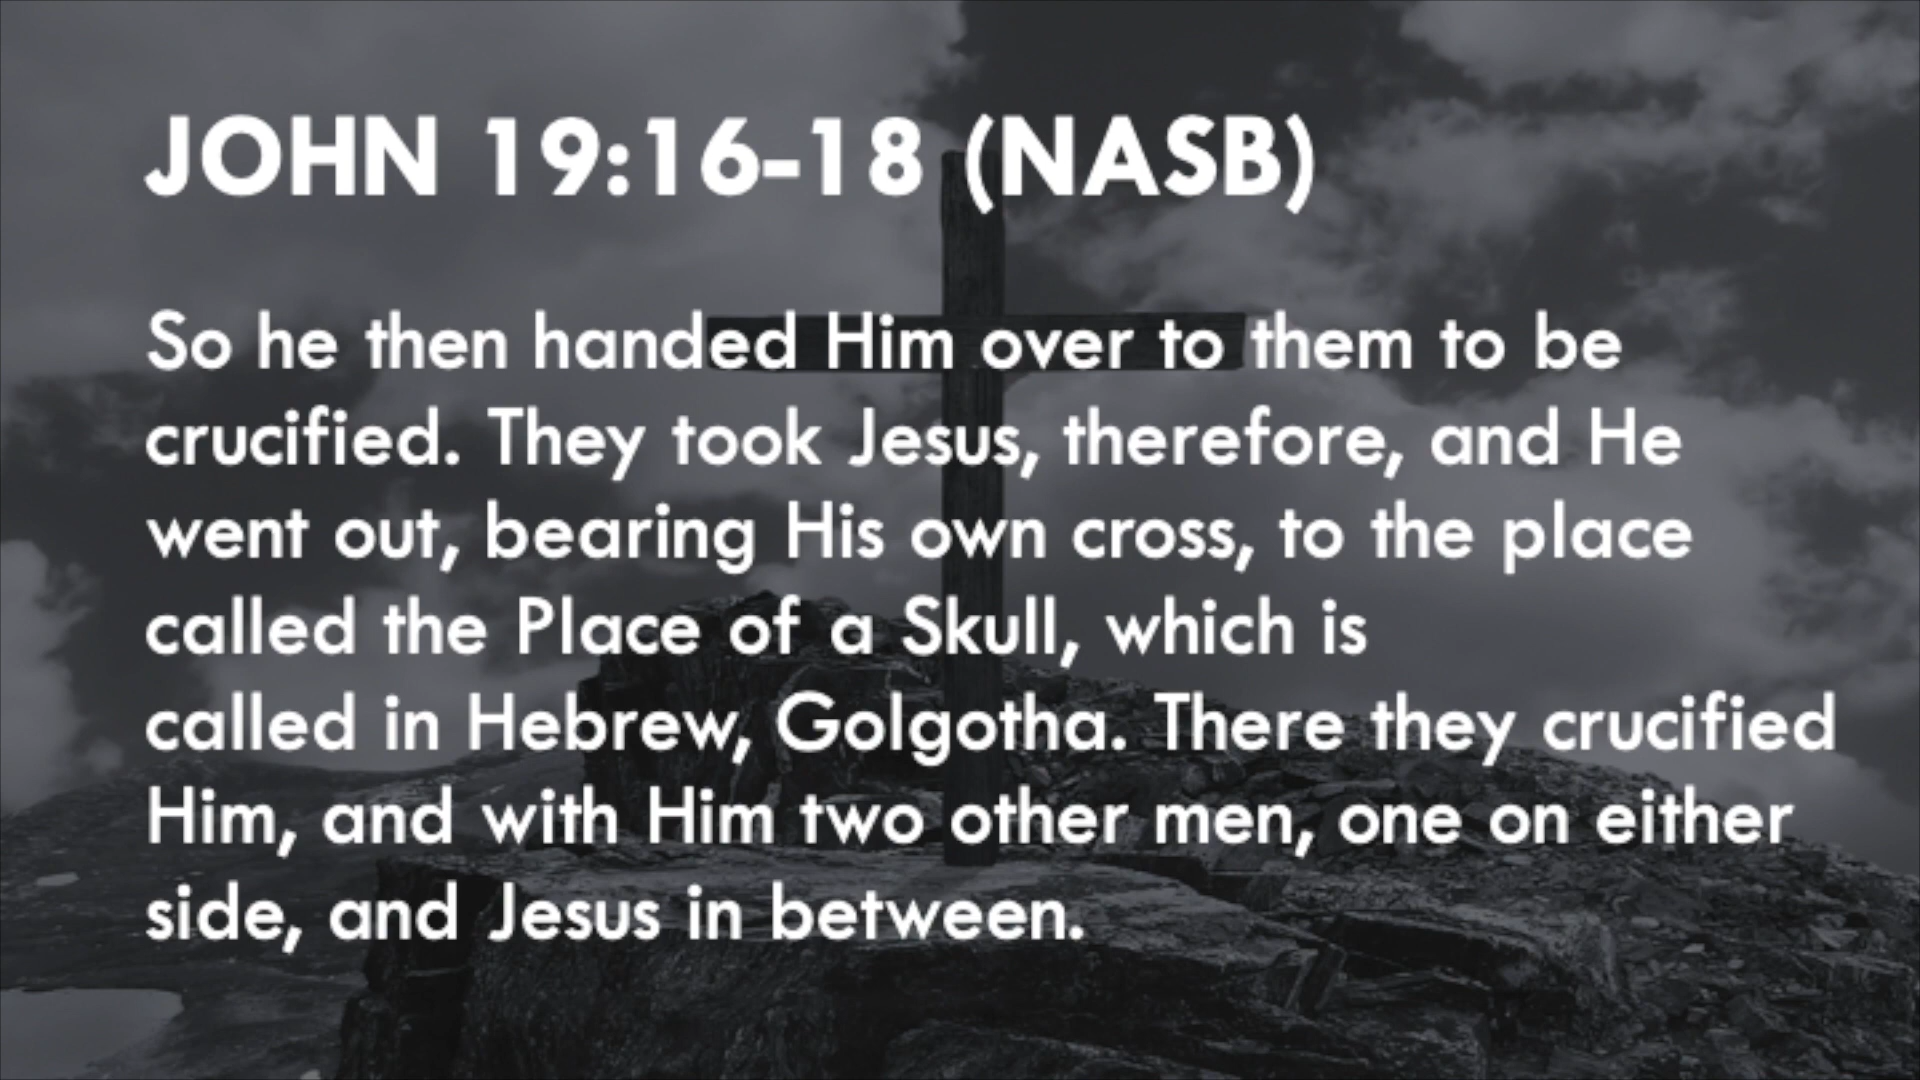 JOHN 19:16-18 (NASB)
So he then handed Him over to them to be
crucified. They took Jesus, therefore, and He
went out, bearing His own cross, to the place
called the Place of a Skull, which is
called in Hebrew, Golgotha. There they crucified
Him, and with Him two other men, one on either
side, and Jesus in between.